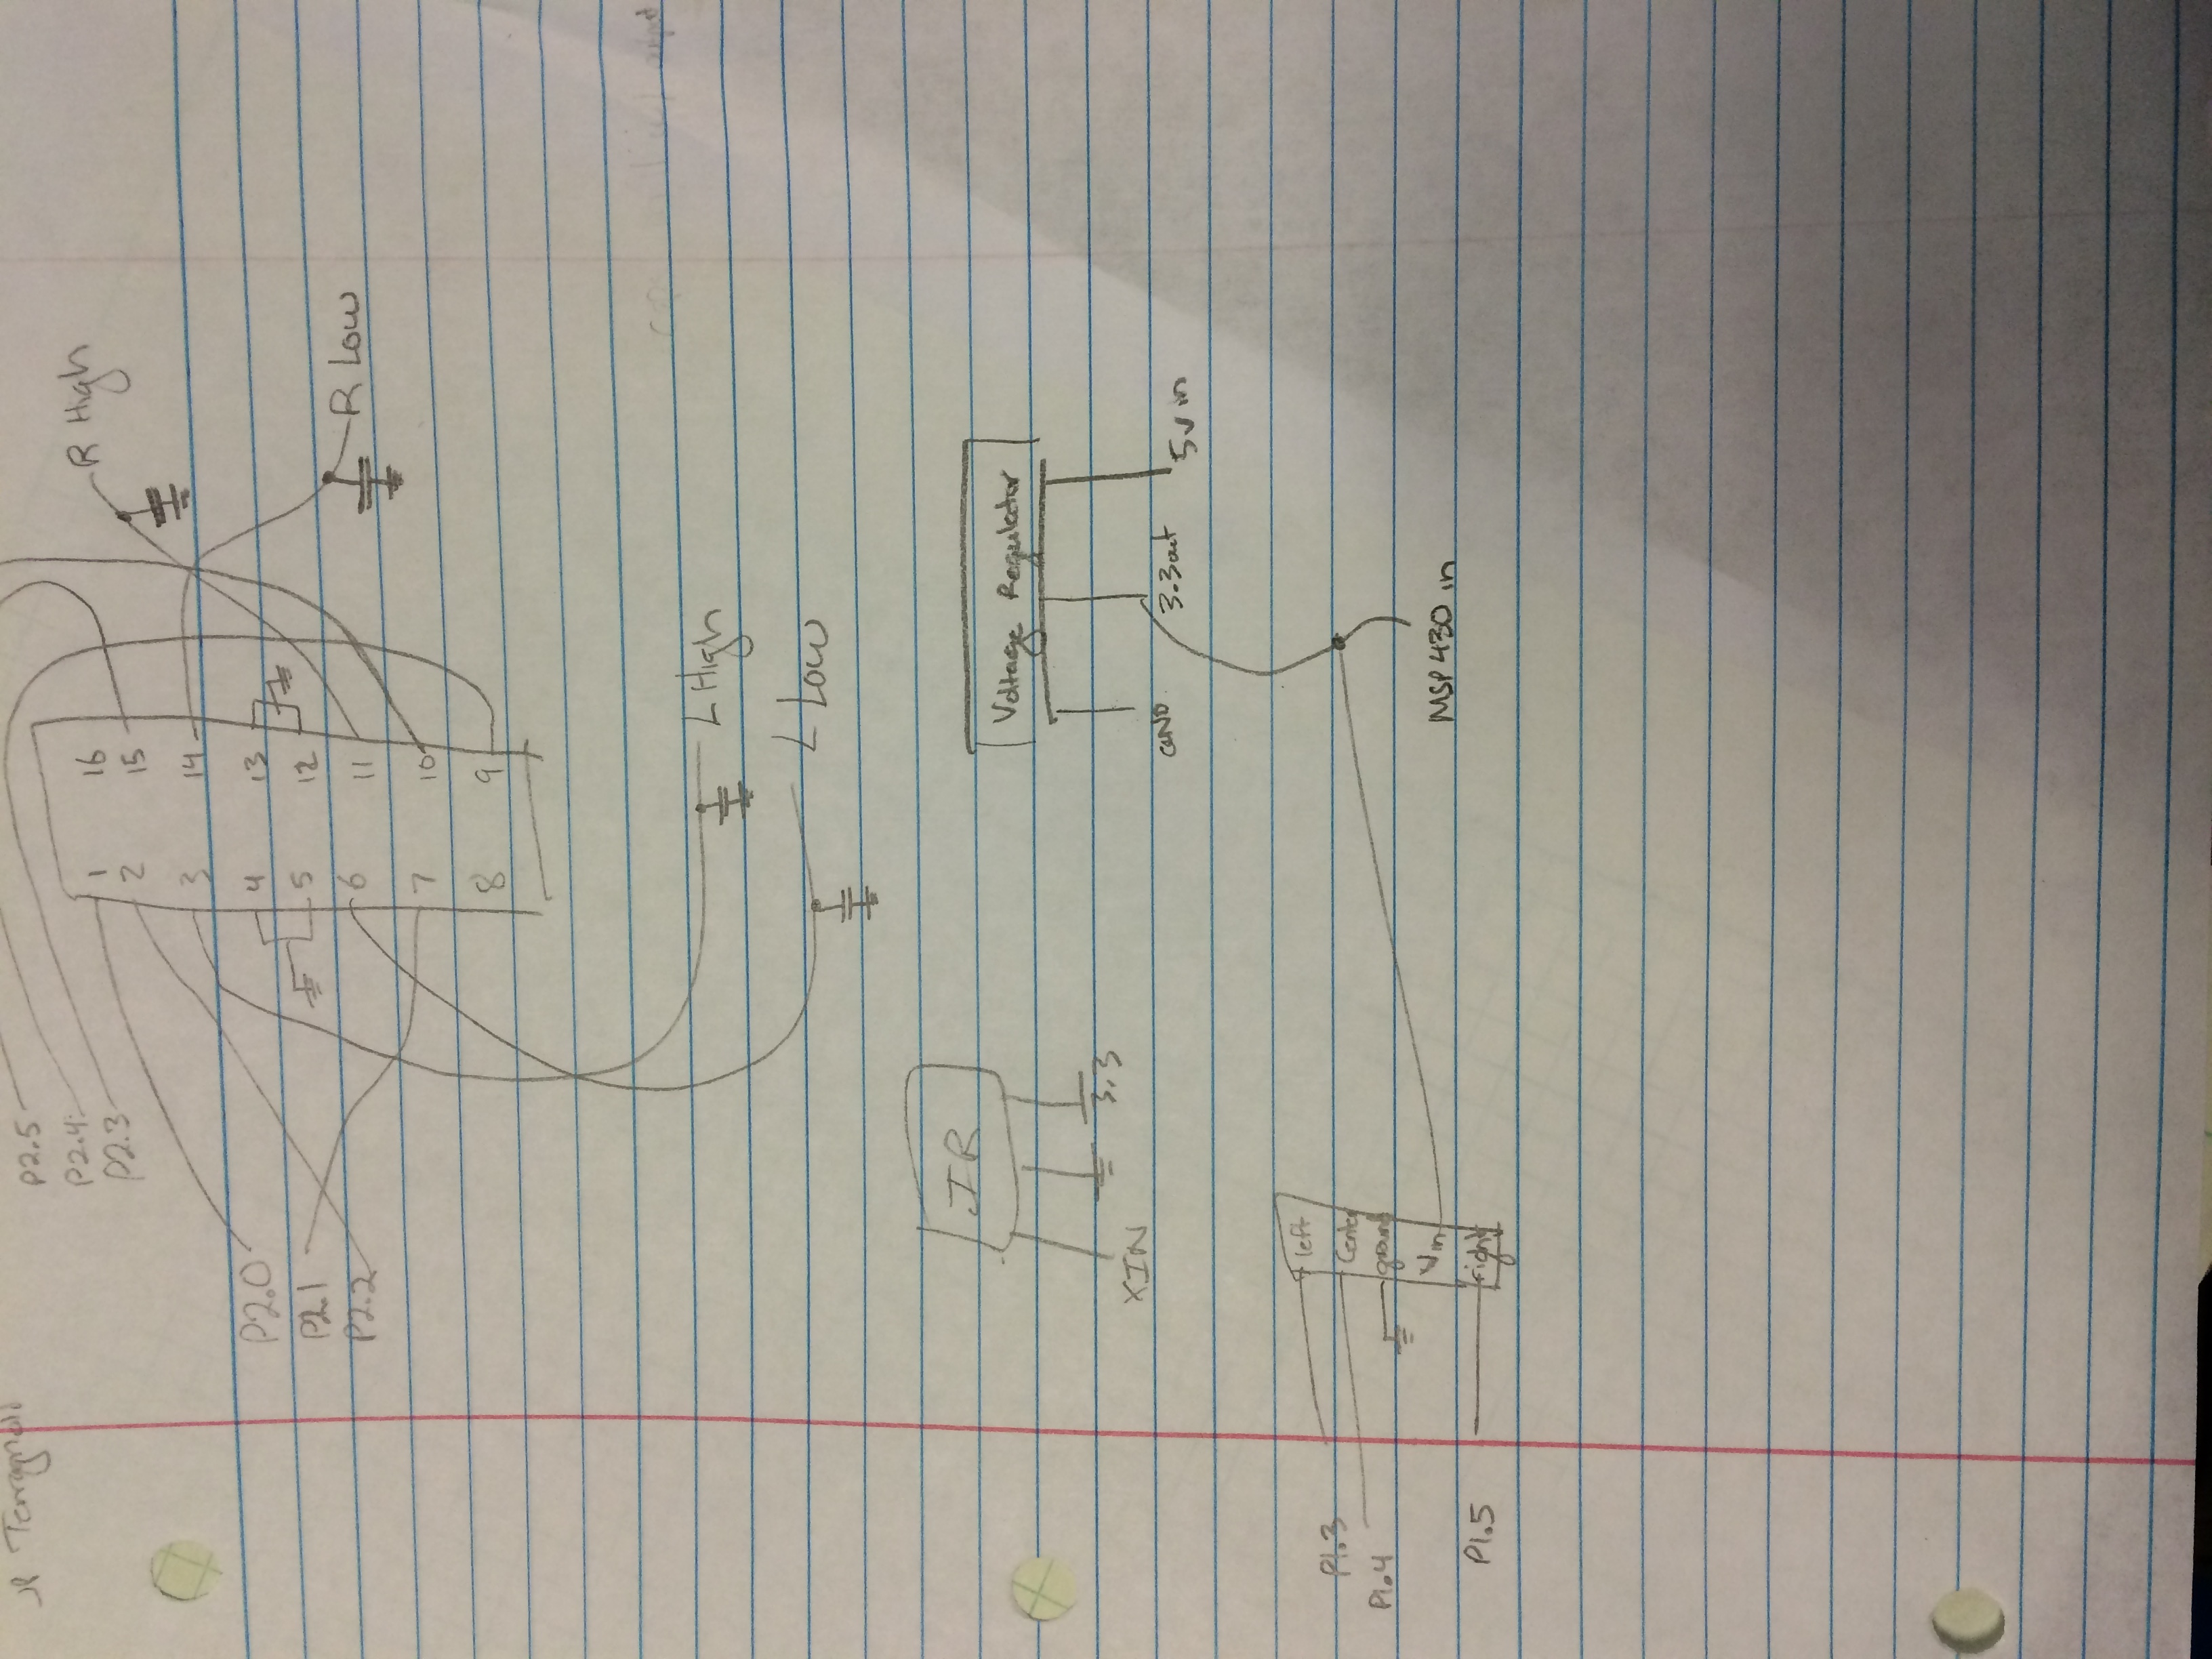 JP Terragnoli
P2.5
P2.4
P2.3
1 16
2 15
3 14
4 13
5 12
6 11
7 10
8 9
P2.0
P2.1
P2.2
R High
R Low
L High
L Low
IR
XIN
3.3
Voltage Regulator
GND
3.3out
5v in
MSP430 in
left
Center
ground
Vin
right
P1.3
P1.4
P1.5